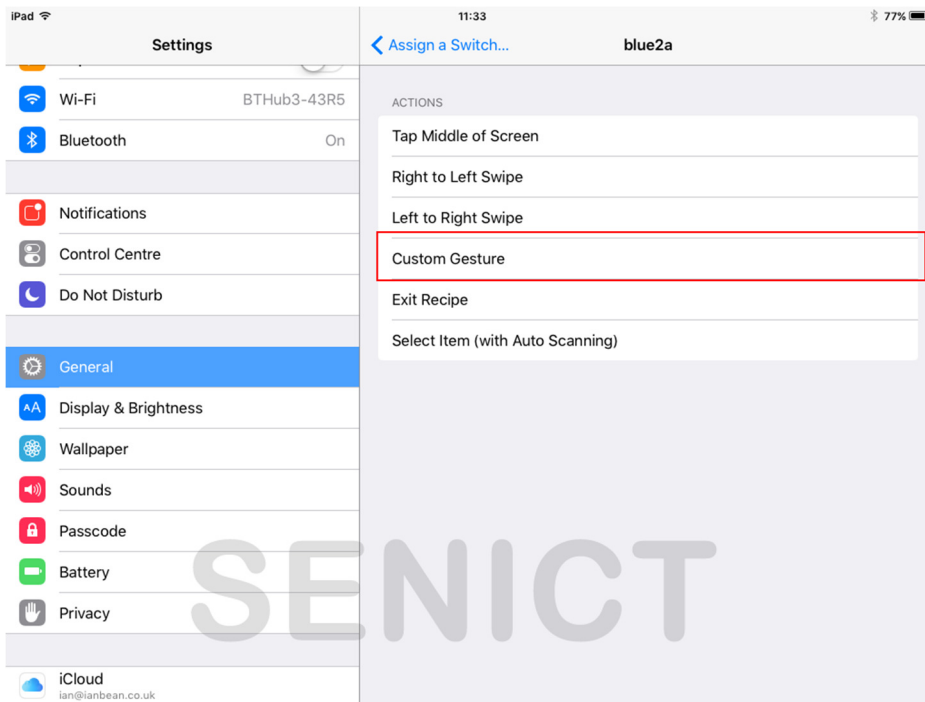 iPad 11:33 77%
Settings
Assign a Switch... blue2a
Wi-Fi BTHub3-43R5
Bluetooth On
Notifications
Control Centre
Do Not Disturb
General
AA Display & Brightness
Wallpaper
Sounds
Passcode
Battery
Privacy
iCloud
ian@ianbean.co.uk
ACTIONS
Tap Middle of Screen
Right to Left Swipe
Left to Right Swipe
Custom Gesture
Exit Recipe
Select Item (with Auto Scanning)
SENICT